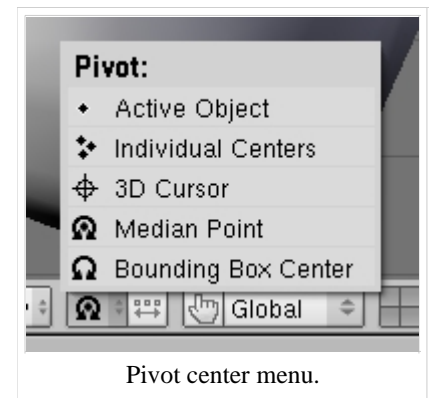 Pivot:
Active Object
Individual Centers
3D Cursor
Median Point
Bounding Box Center
Global
Pivot center menu.